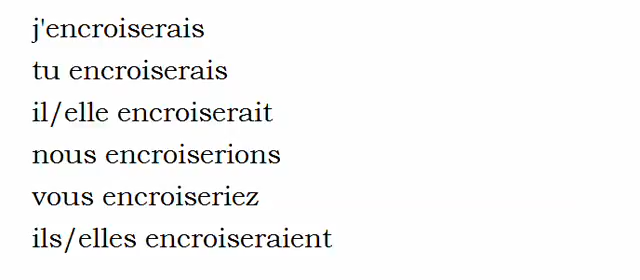 j'encroiserais
tu encroiserais
il/elle encroiserait
nous encroiserions
vous encroiseriez
ils/elles encroiseraient